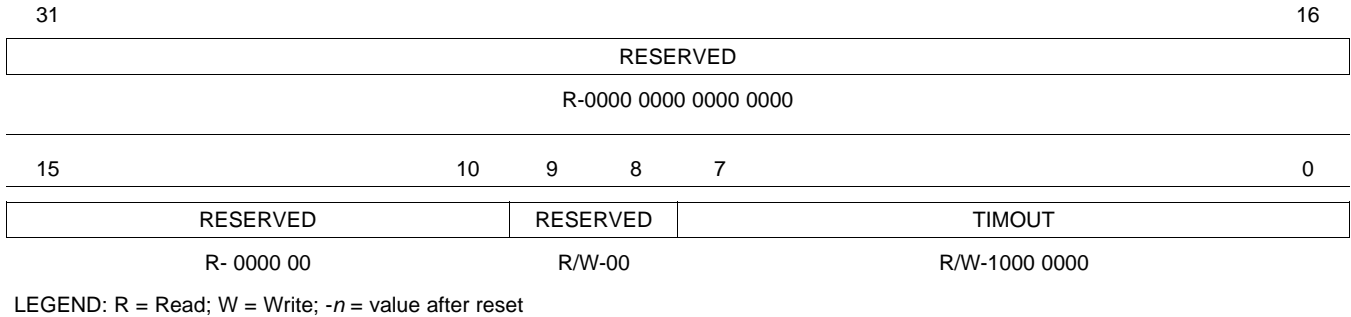 31 16
RESERVED
R-0000 0000 0000 0000
15 10 9 8 7 0
RESERVED RESERVED TIMOUT
R- 0000 00 R/W-00 R/W-1000 0000
LEGEND: R = Read; W = Write; -n = value after reset